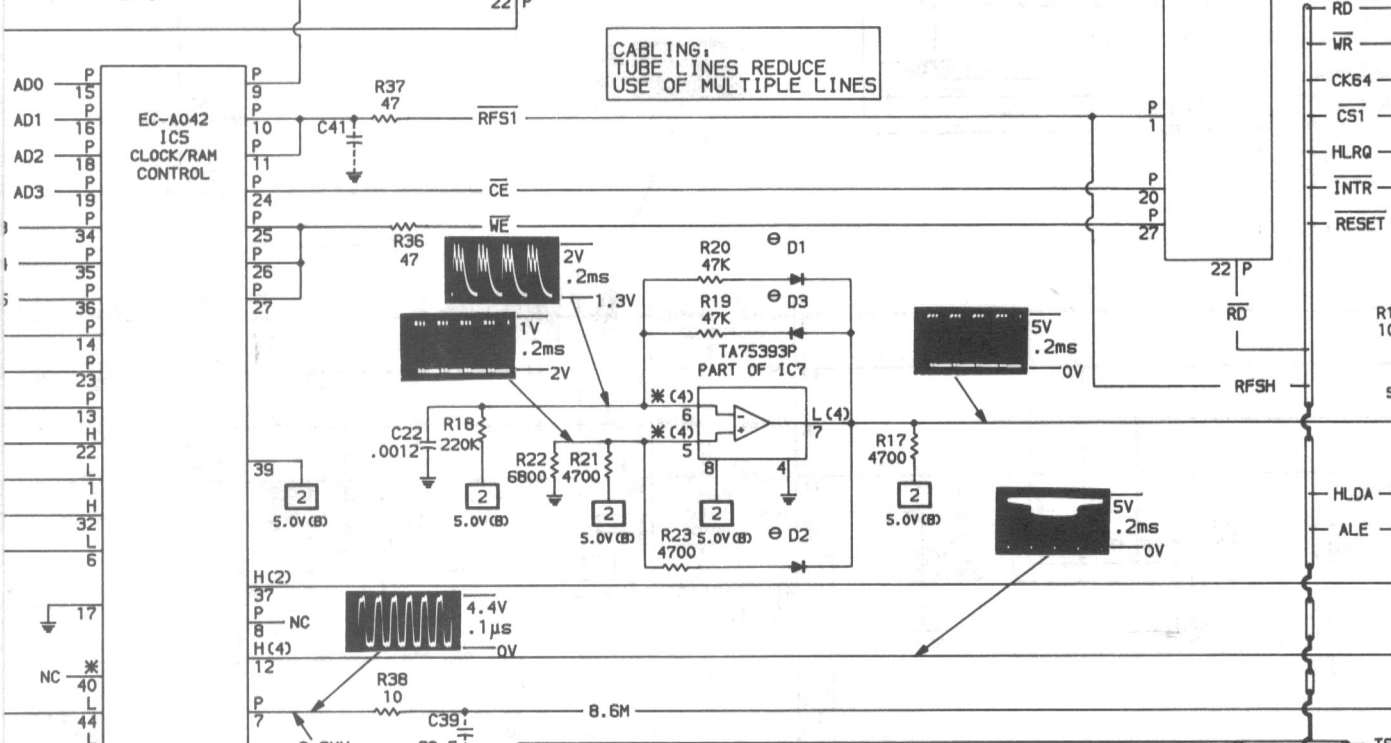 22 P
CABLING:
TUBE LINES REDUCE
USE OF MULTIPLE LINES
AD0
P
15
AD1
P
16
AD2
P
18
AD3
P
19
P
34
P
35
P
36
P
14
P
23
P
13
H
22
L
1
H
32
L
6
17
NC
*
40
L
44
L
EC-A042
IC5
CLOCK/RAM
CONTROL
P
9
P
10
P
11
P
24
P
25
P
26
P
27
39
H(2)
37
P
8
NC
H(4)
12
P
7
R37
47
C41
RFS1
CE
WE
R36
47
2V
.2ms
1.3V
1V
.2ms
2V
R20
47K
D1
R19
47K
D3
TA75393P
PART OF IC7
*(4)
6
*(4)
5
8
4
L(4)
7
C22
.0012
R18
220K
R22
6800
R21
4700
2
5.0V(B)
2
5.0V(B)
2
5.0V(B)
2
5.0V(B)
2
5.0V(B)
R23
4700
D2
R17
4700
5V
.2ms
0V
5V
.2ms
0V
4.4V
.1µs
0V
R38
10
C39
8.6M
P
1
P
20
P
27
22 P
RD
RFSH
RD
WR
CK64
CS1
HLRQ
INTR
RESET
HLDA
ALE